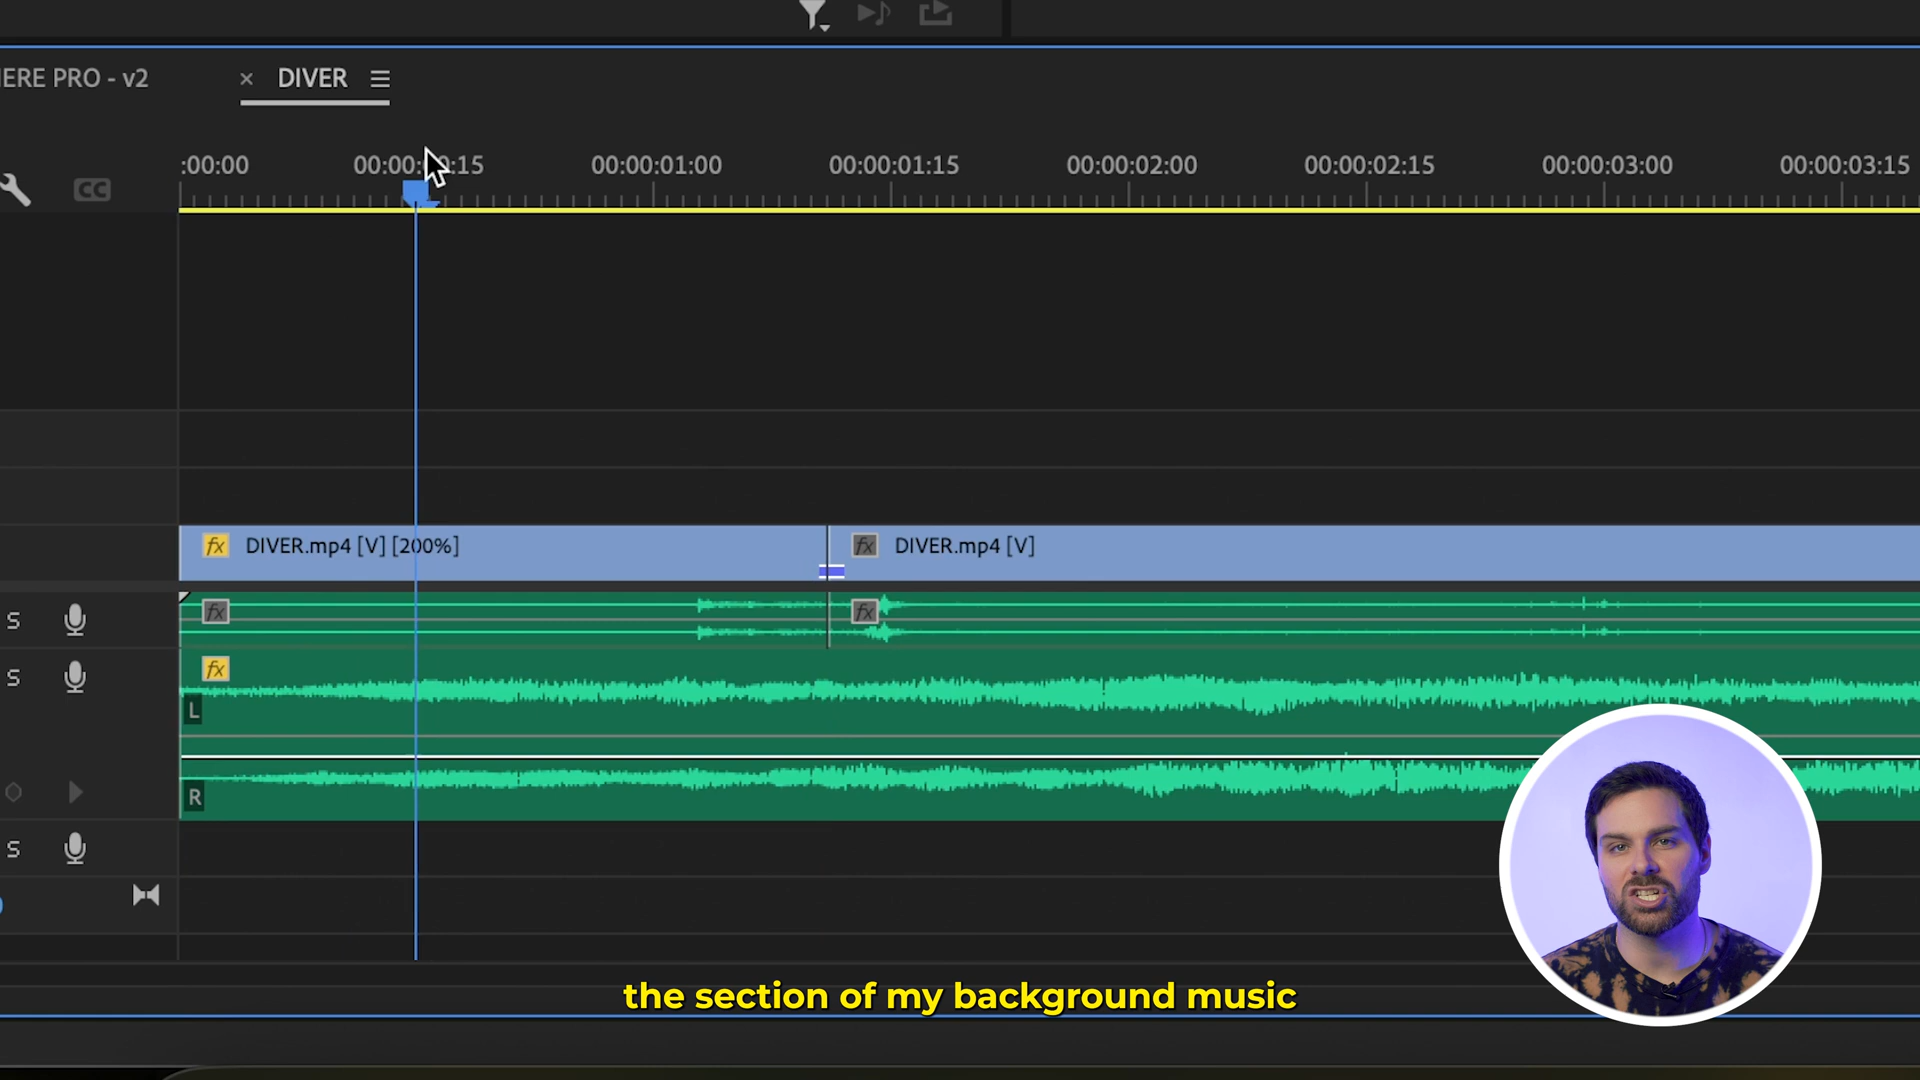 IERE PRO - v2
× DIVER
CC
:00:00 00:00:00:15 00:00:01:00 00:00:01:15 00:00:02:00 00:00:02:15 00:00:03:00 00:00:03:15
fx DIVER.mp4 [V] [200%] fx DIVER.mp4 [V]
S fx fx
S fx
L
R
S
the section of my background music